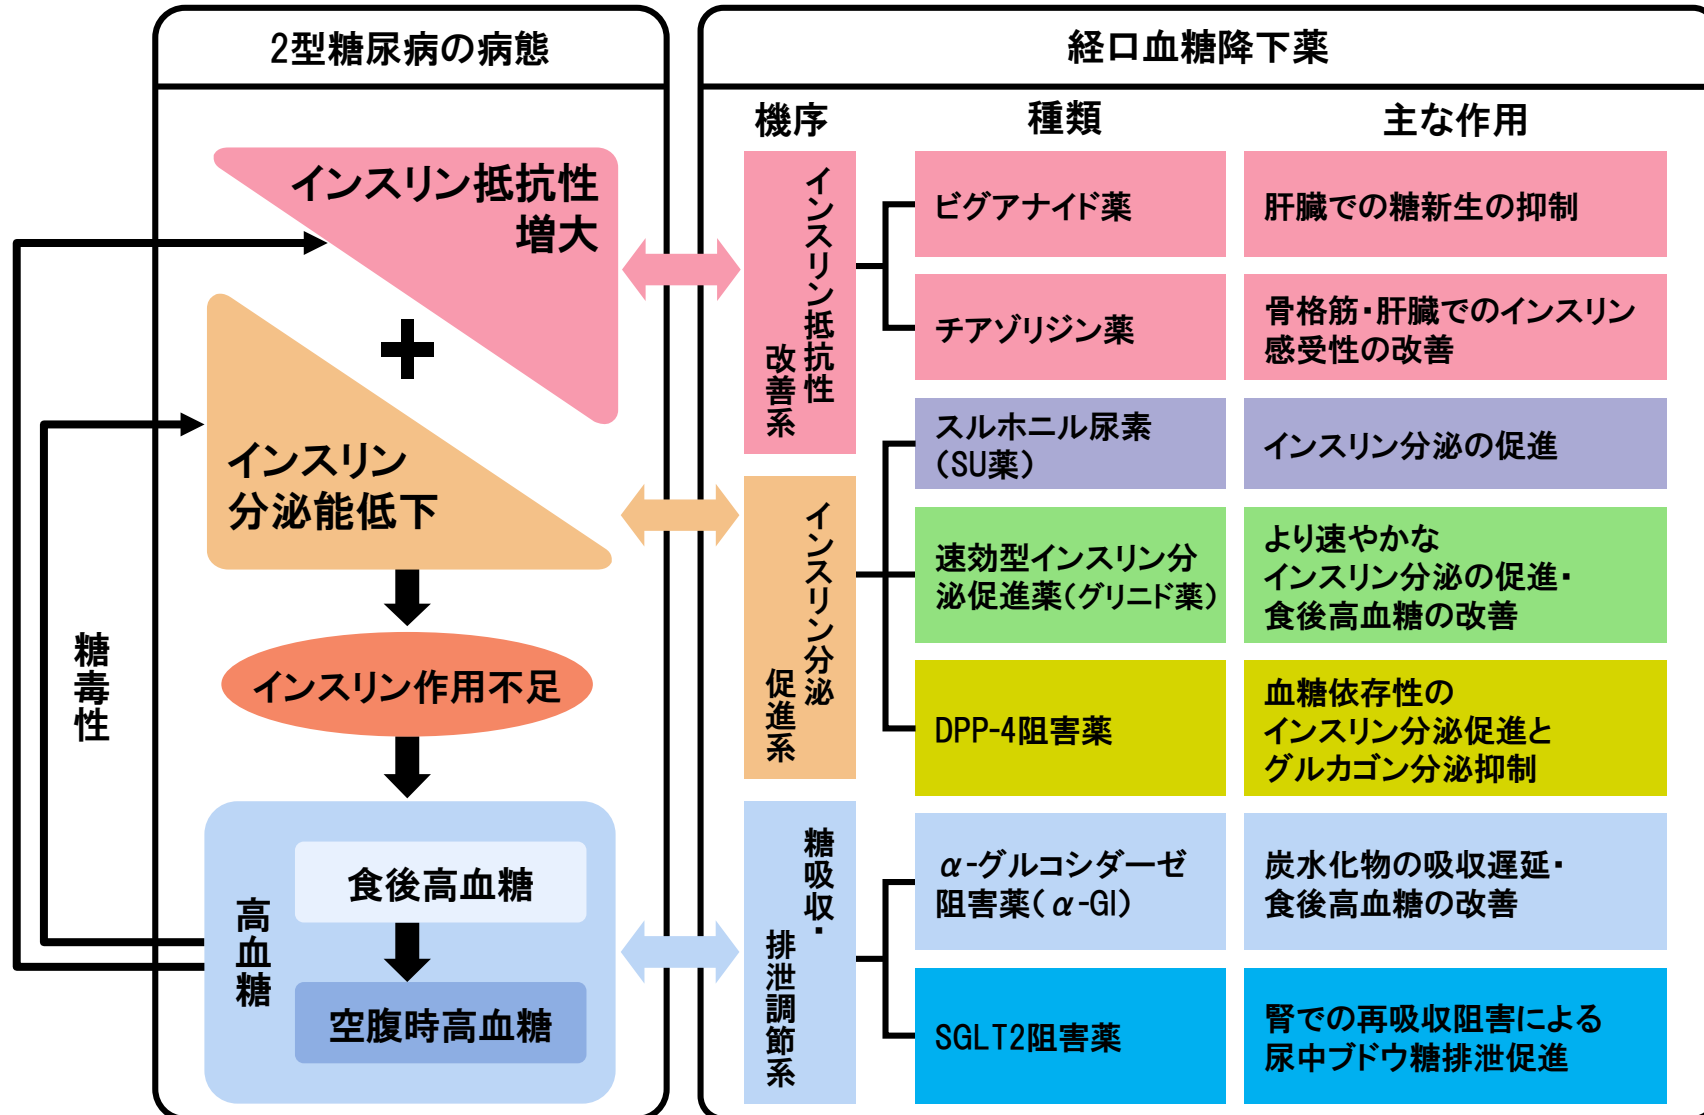 2型糖尿病の病態
インスリン抵抗性
増大
+
インスリン
分泌能低下
インスリン作用不足
高血糖
食後高血糖
空腹時高血糖
糖毒性
経口血糖降下薬
機序
種類
主な作用
インスリン抵抗性
改善系
ビグアナイド薬
肝臓での糖新生の抑制
チアゾリジン薬
骨格筋・肝臓でのインスリン
感受性の改善
インスリン分泌
促進系
スルホニル尿素
（SU薬）
インスリン分泌の促進
速効型インスリン分
泌促進薬（グリニド薬）
より速やかな
インスリン分泌の促進・
食後高血糖の改善
DPP-4阻害薬
血糖依存性の
インスリン分泌促進と
グルカゴン分泌抑制
糖吸収・
排泄調節系
α-グルコシダーゼ
阻害薬（α-GI）
炭水化物の吸収遅延・
食後高血糖の改善
SGLT2阻害薬
腎での再吸収阻害による
尿中ブドウ糖排泄促進